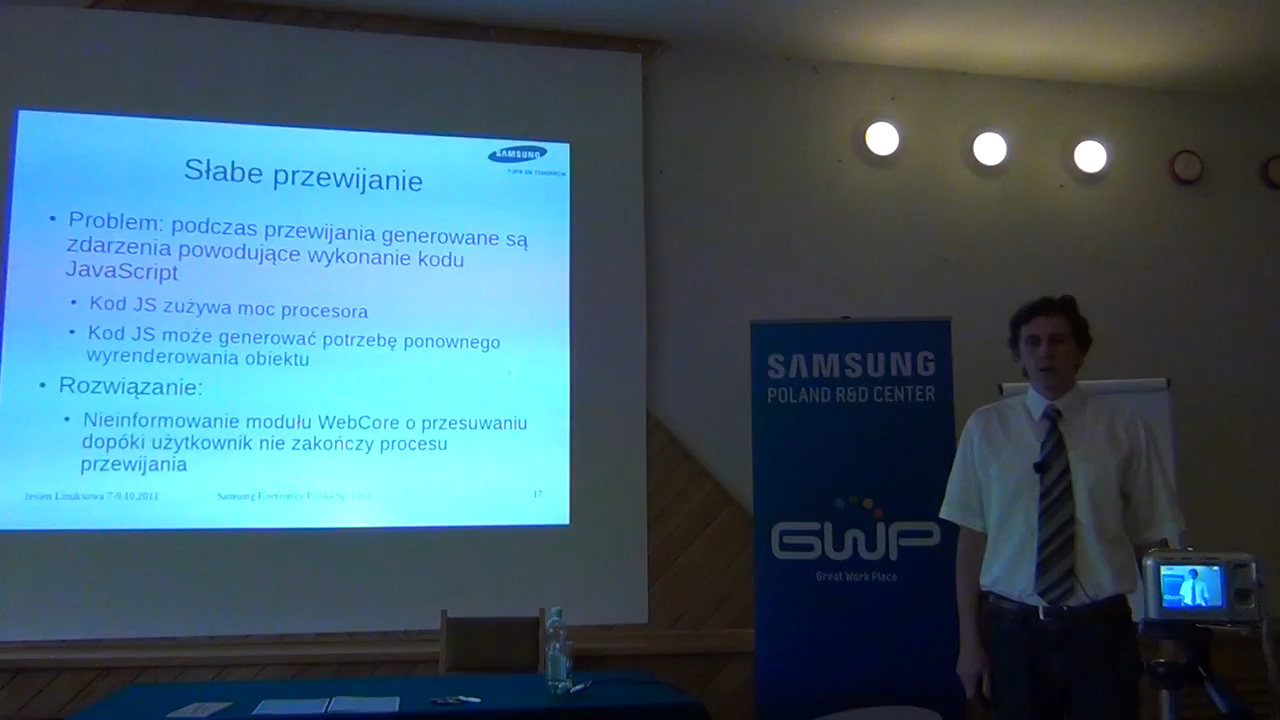 SAMSUNG
Słabe przewijanie
• Problem: podczas przewijania generowane są
zdarzenia powodujące wykonanie kodu
JavaScript
• Kod JS zużywa moc procesora
• Kod JS może generować potrzebę ponownego
wyrenderowania obiektu
• Rozwiązanie:
• Nieinformowanie modułu WebCore o przesuwaniu
dopóki użytkownik nie zakończy procesu
przewijania
Jesień Linuksowa 7-9.10.2011
Samsung Electronics Polska Sp.
17
SAMSUNG
POLAND R&D CENTER
GWP
Great Work Place